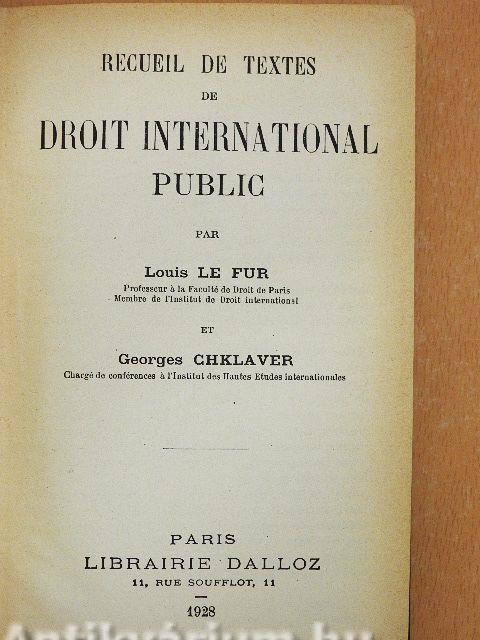 RECUEIL DE TEXTES
DE
DROIT INTERNATIONAL
PUBLIC
PAR
Louis LE FUR
Professeur à la Faculté de Droit de Paris
Membre de l'Institut de Droit international
ET
Georges CHKLAVER
Chargé de conférences à l'Institut des Hautes Etudes internationales
PARIS
LIBRAIRIE DALLOZ
11, RUE SOUFFLOT, 11
1928
Antikvárium.hu